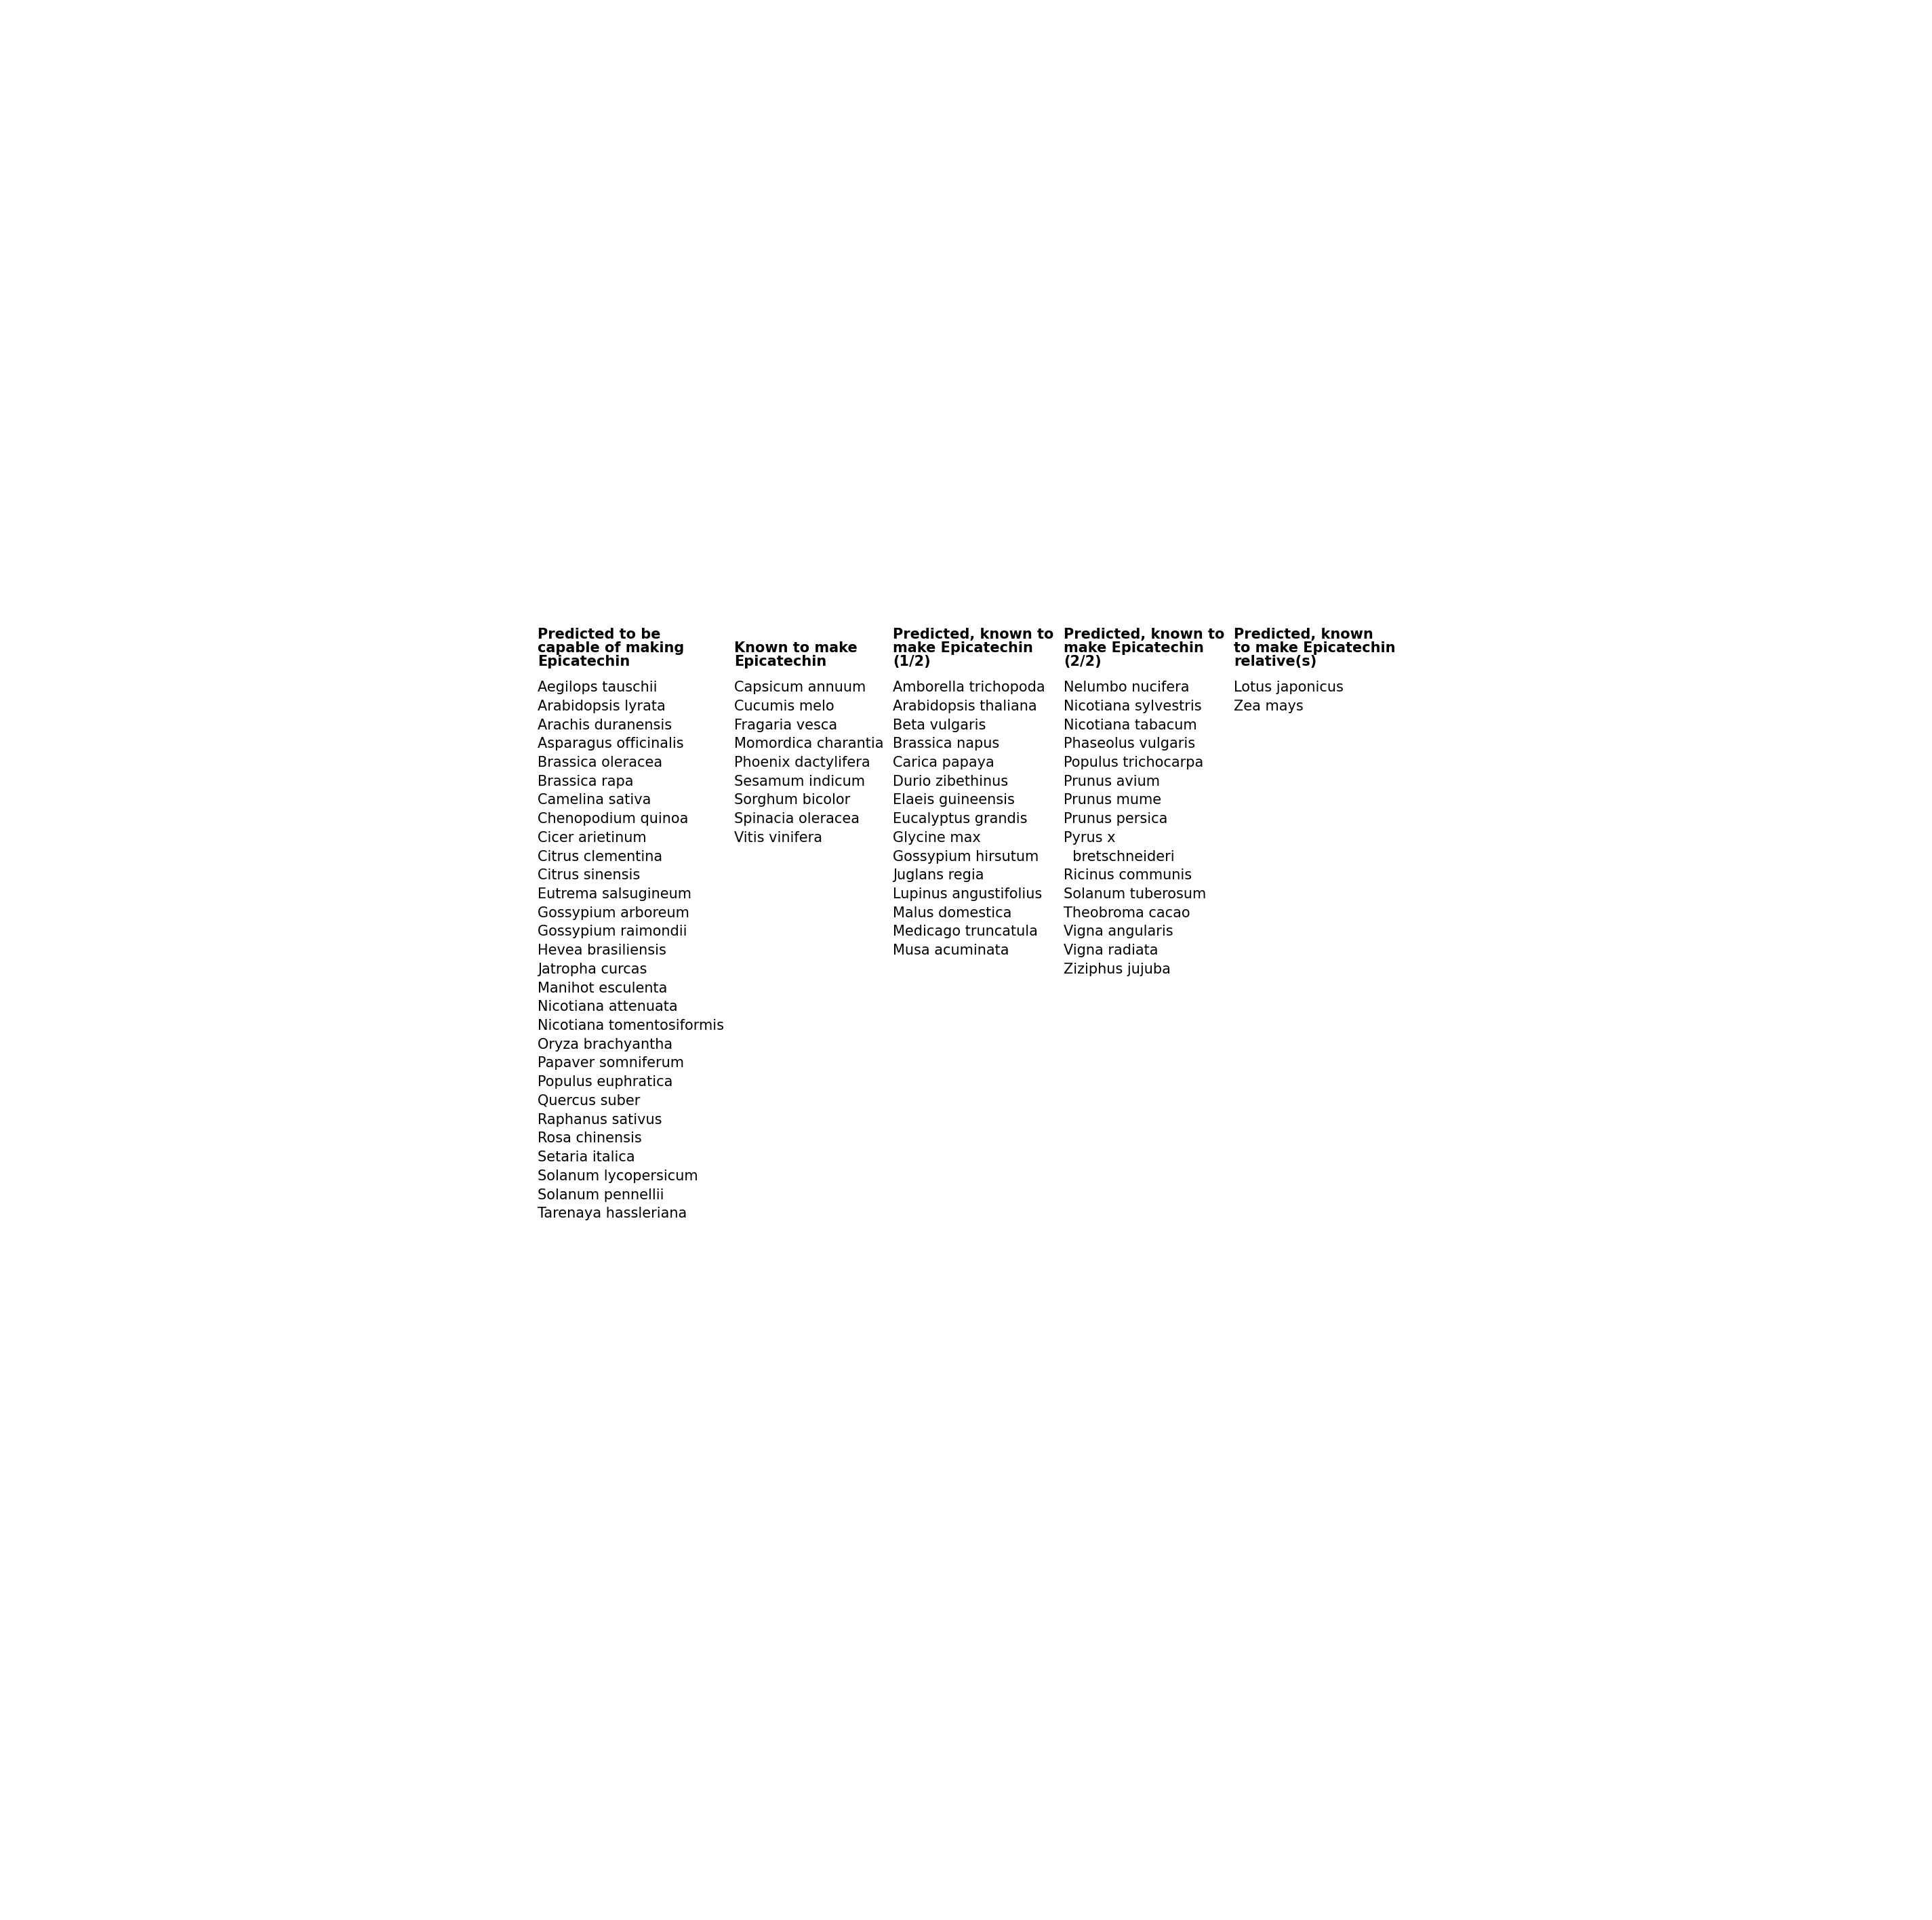 Predicted to be
capable of making
Epicatechin
Aegilops tauschii
Arabidopsis lyrata
Arachis duranensis
Asparagus officinalis
Brassica oleracea
Brassica rapa
Camelina sativa
Chenopodium quinoa
Cicer arietinum
Citrus clementina
Citrus sinensis
Eutrema salsugineum
Gossypium arboreum
Gossypium raimondii
Hevea brasiliensis
Jatropha curcas
Manihot esculenta
Nicotiana attenuata
Nicotiana tomentosiformis
Oryza brachyantha
Papaver somniferum
Populus euphratica
Quercus suber
Raphanus sativus
Rosa chinensis
Setaria italica
Solanum lycopersicum
Solanum pennellii
Tarenaya hassleriana
Known to make
Epicatechin
Capsicum annuum
Cucumis melo
Fragaria vesca
Momordica charantia
Phoenix dactylifera
Sesamum indicum
Sorghum bicolor
Spinacia oleracea
Vitis vinifera
Predicted, known to
make Epicatechin
(1/2)
Amborella trichopoda
Arabidopsis thaliana
Beta vulgaris
Brassica napus
Carica papaya
Durio zibethinus
Elaeis guineensis
Eucalyptus grandis
Glycine max
Gossypium hirsutum
Juglans regia
Lupinus angustifolius
Malus domestica
Medicago truncatula
Musa acuminata
Predicted, known to
make Epicatechin
(2/2)
Nelumbo nucifera
Nicotiana sylvestris
Nicotiana tabacum
Phaseolus vulgaris
Populus trichocarpa
Prunus avium
Prunus mume
Prunus persica
Pyrus x
bretschneideri
Ricinus communis
Solanum tuberosum
Theobroma cacao
Vigna angularis
Vigna radiata
Ziziphus jujuba
Predicted, known
to make Epicatechin
relative(s)
Lotus japonicus
Zea mays